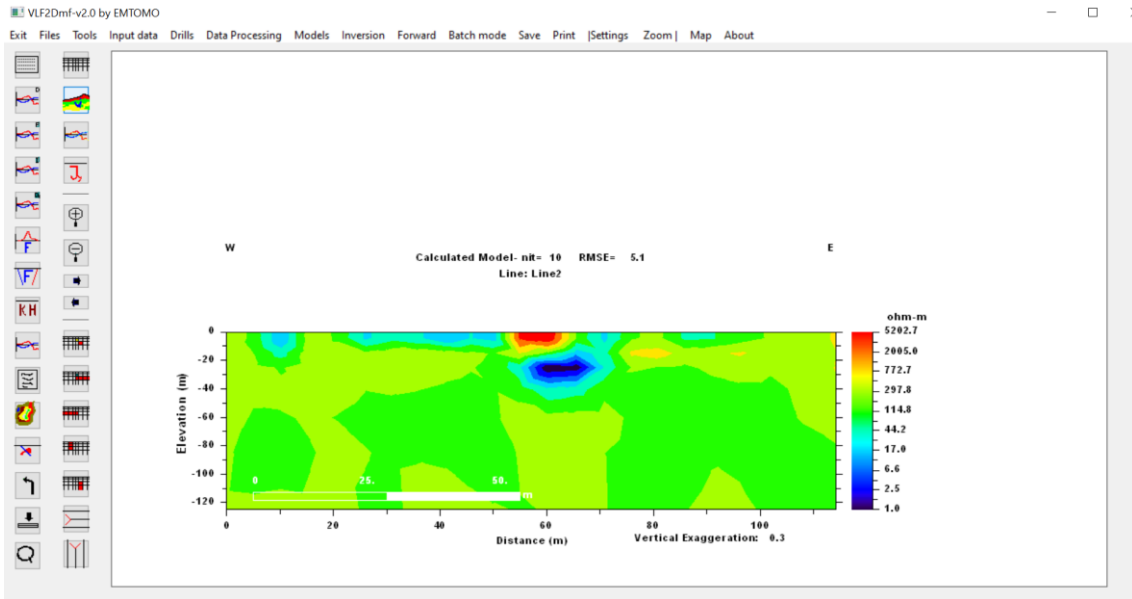 VLF2Dmf-v2.0 by EMTOMO
Exit Files Tools Input data Drills Data Processing Models Inversion Forward Batch mode Save Print |Settings Zoom | Map About
D
F
F
KH
W
E
Calculated Model- nit= 10 RMSE= 5.1
Line: Line2
ohm-m
5202.7
2005.0
772.7
297.8
114.8
44.2
17.0
6.6
2.5
1.0
Elevation (m)
0
-20
-40
-60
-80
-100
-120
0 25. 50.
m
0 20 40 60 80 100
Distance (m)
Vertical Exaggeration: 0.3